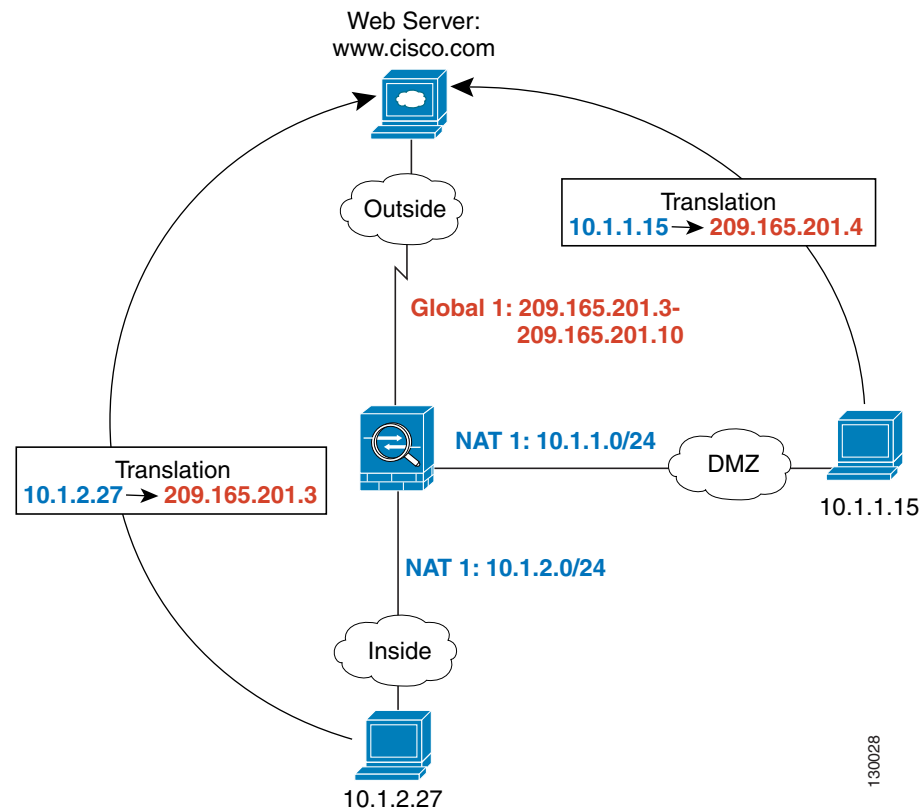 Web Server:
www.cisco.com
Outside
Translation
10.1.1.15 → 209.165.201.4
Global 1: 209.165.201.3-
209.165.201.10
NAT 1: 10.1.1.0/24
DMZ
10.1.1.15
Translation
10.1.2.27 → 209.165.201.3
NAT 1: 10.1.2.0/24
Inside
10.1.2.27
130028